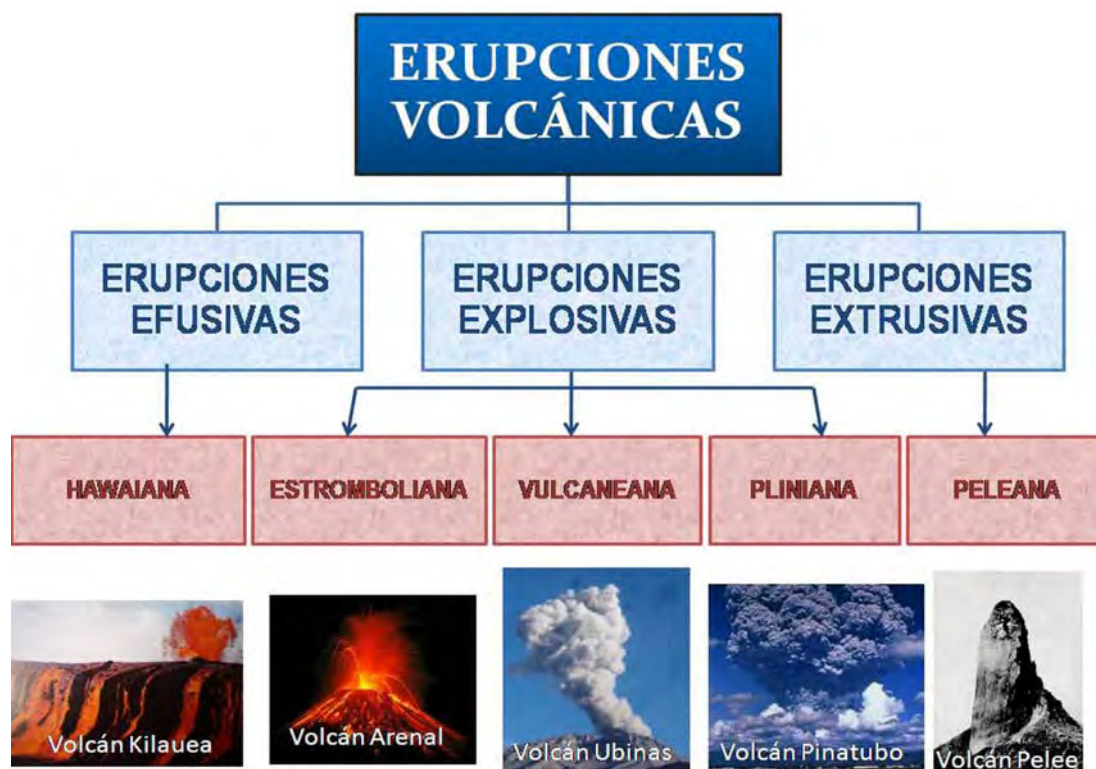 ERUPCIONES
VOLCÁNICAS
ERUPCIONES
EFUSIVAS
ERUPCIONES
EXPLOSIVAS
ERUPCIONES
EXTRUSIVAS
HAWAIANA
ESTROMBOLIANA
VULCANEANA
PLINIANA
PELEANA
Volcán Kilauea
Volcán Arenal
Volcán Ubinas
Volcán Pinatubo
Volcán Pelee